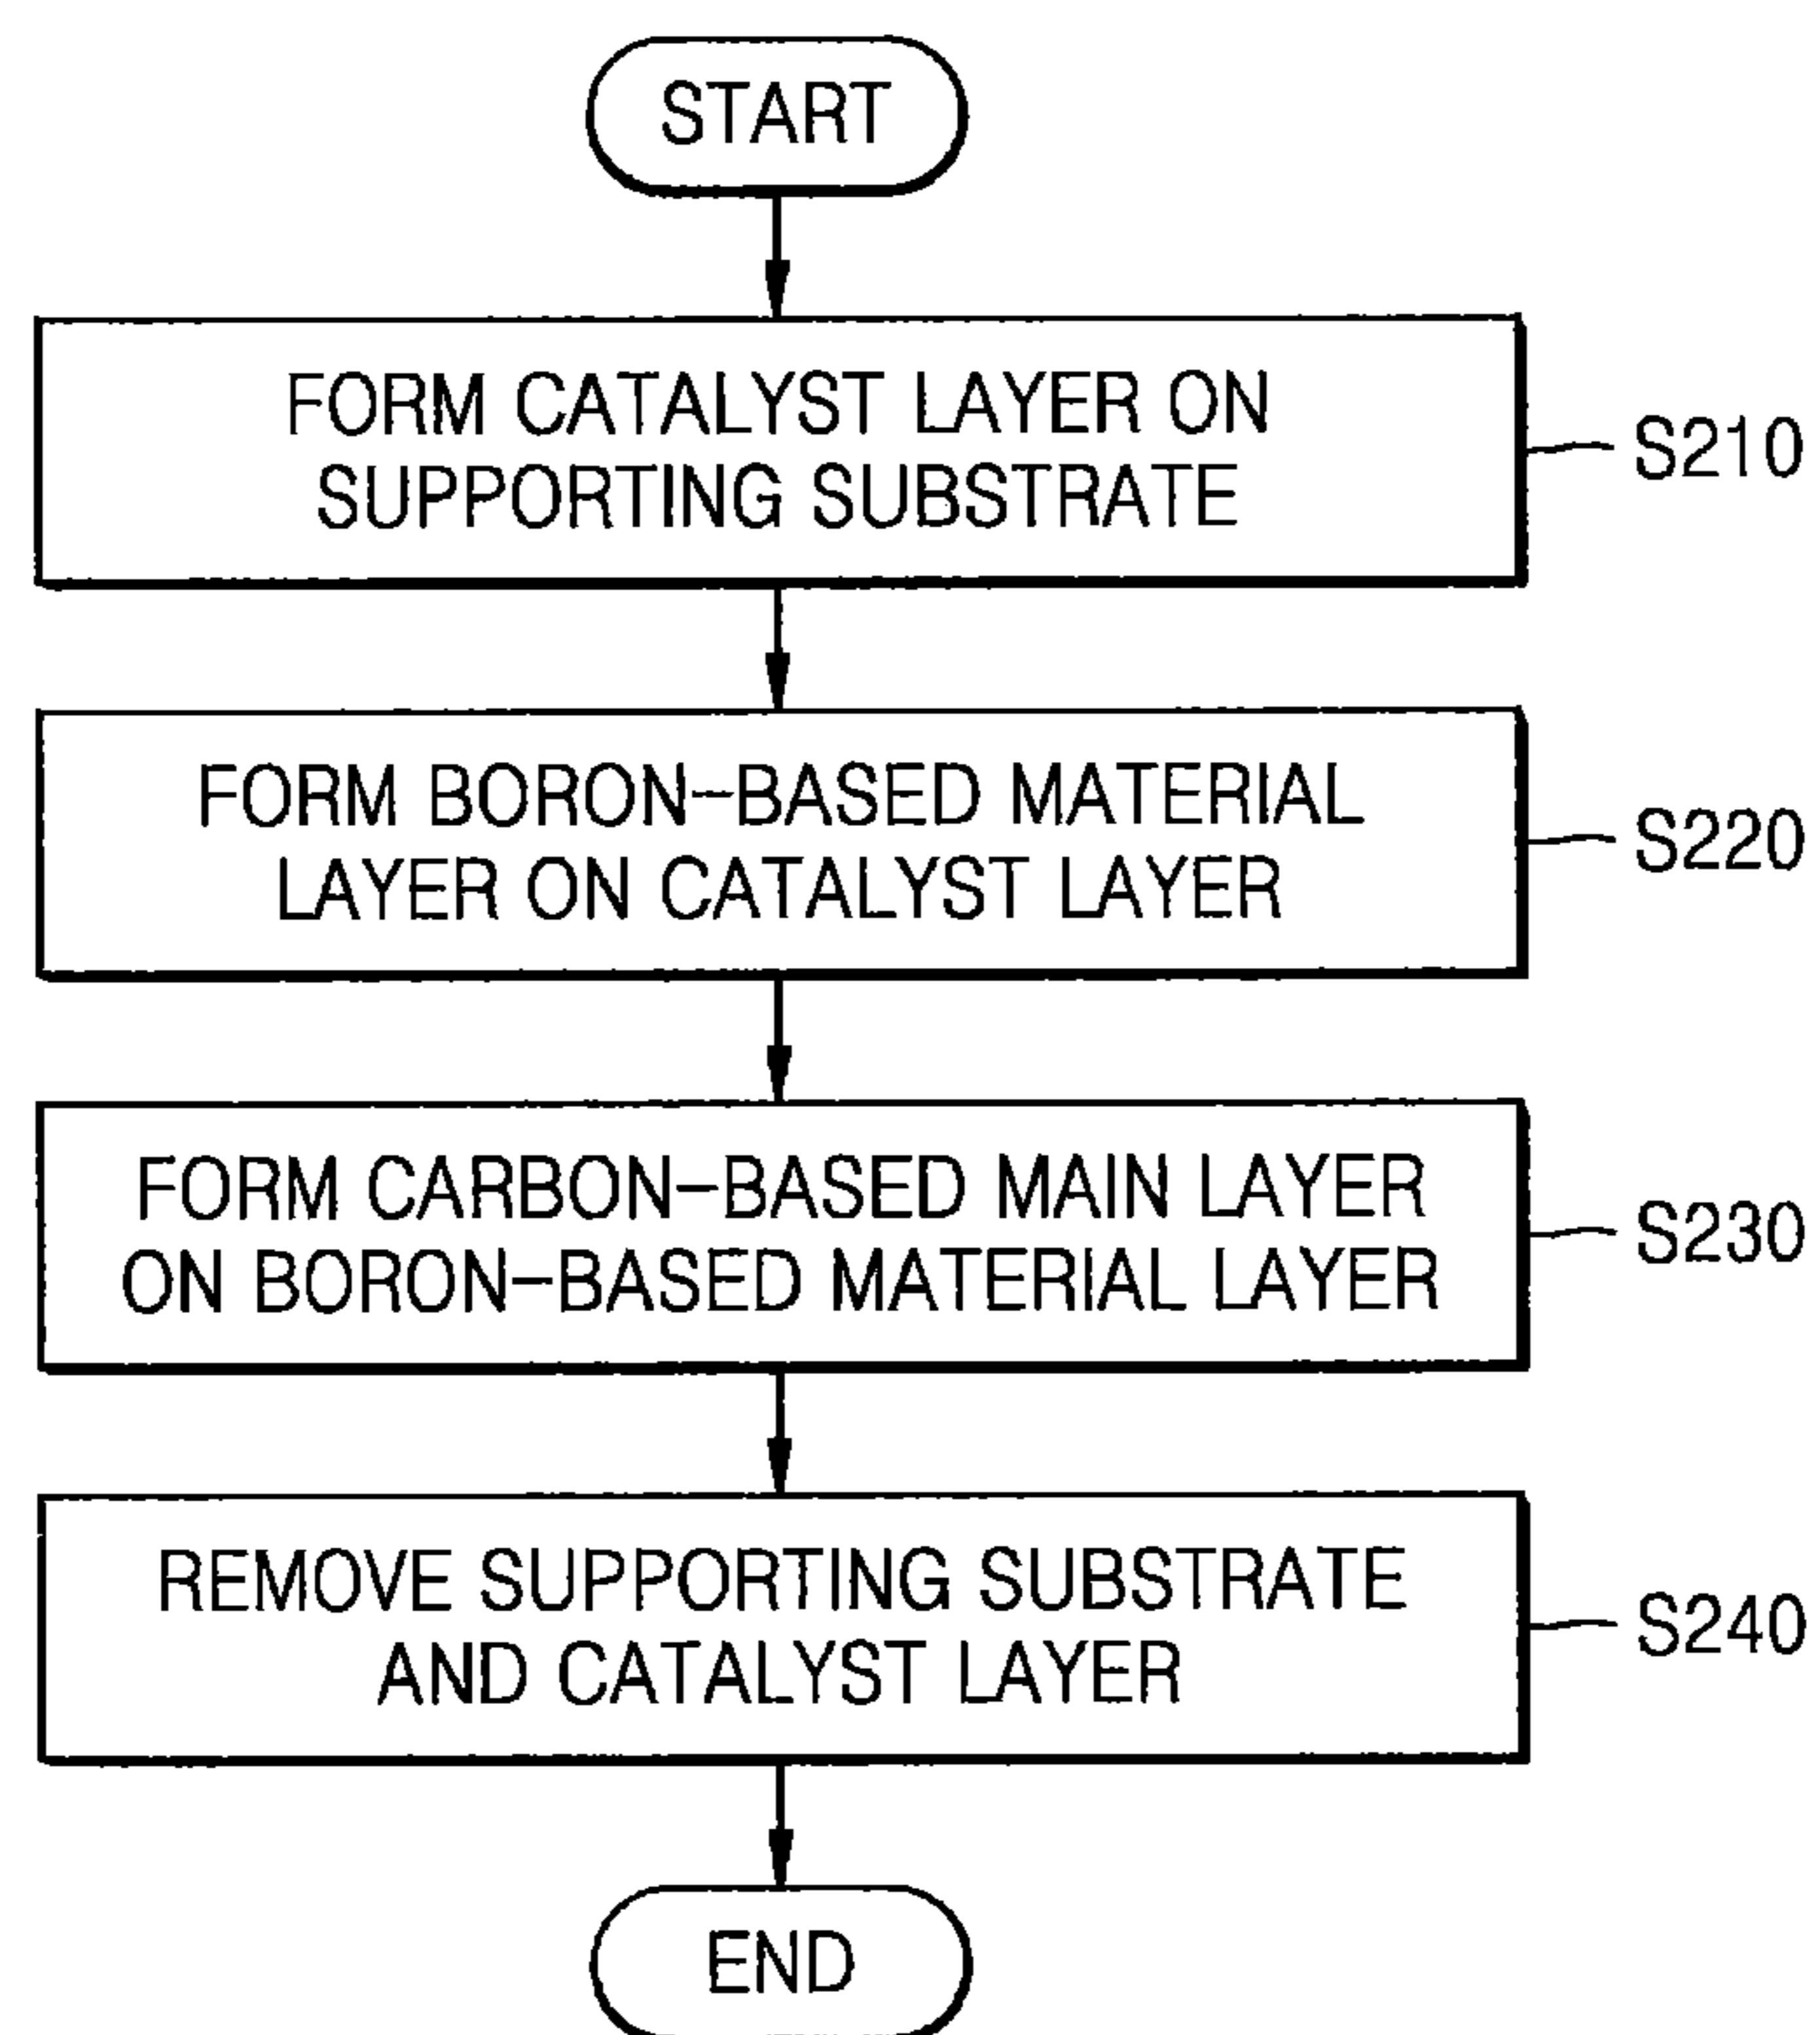 START
FORM CATALYST LAYER ON
SUPPORTING SUBSTRATE
S210
FORM BORON-BASED MATERIAL
LAYER ON CATALYST LAYER
S220
FORM CARBON-BASED MAIN LAYER
ON BORON-BASED MATERIAL LAYER
S230
REMOVE SUPPORTING SUBSTRATE
AND CATALYST LAYER
S240
END